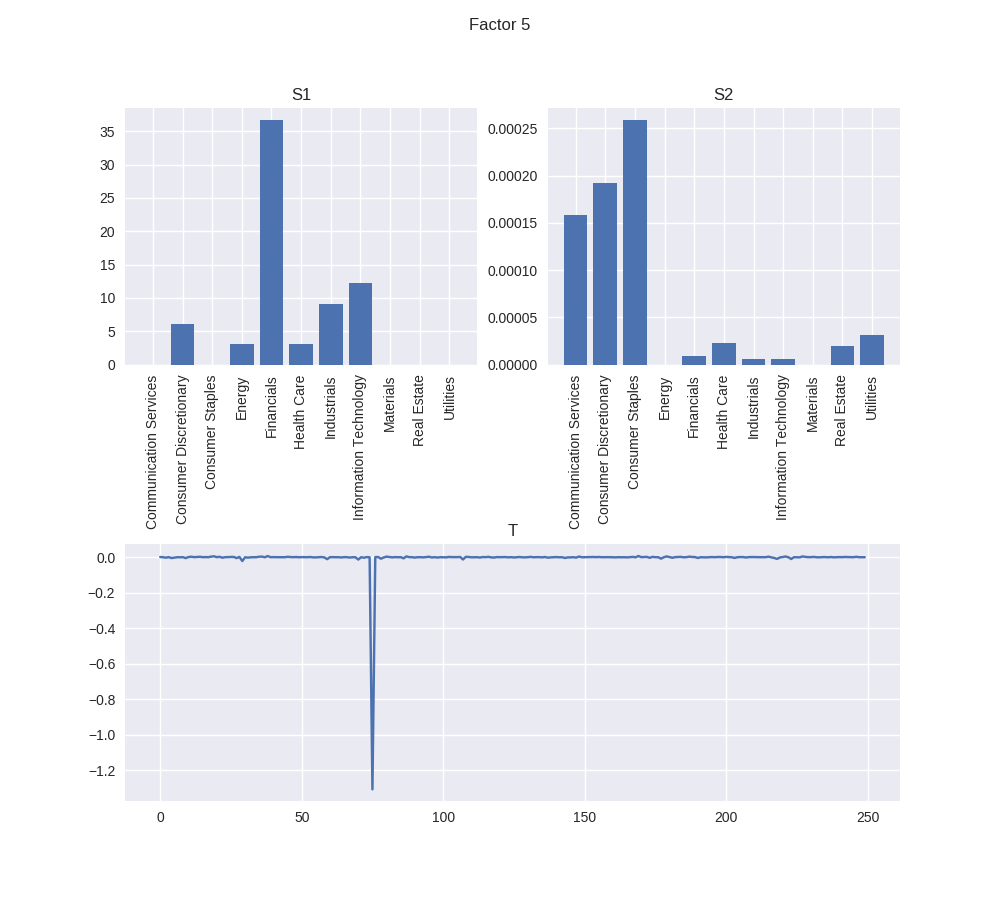 Factor 5
S1
35
30
25
20
15
10
5
0
Communication Services
Consumer Discretionary
Consumer Staples
Energy
Financials
Health Care
Industrials
Information Technology
Materials
Real Estate
Utilities
S2
0.00025
0.00020
0.00015
0.00010
0.00005
0.00000
Communication Services
Consumer Discretionary
Consumer Staples
Energy
Financials
Health Care
Industrials
Information Technology
Materials
Real Estate
Utilities
T
0.0
−0.2
−0.4
−0.6
−0.8
−1.0
−1.2
0 50 100 150 200 250